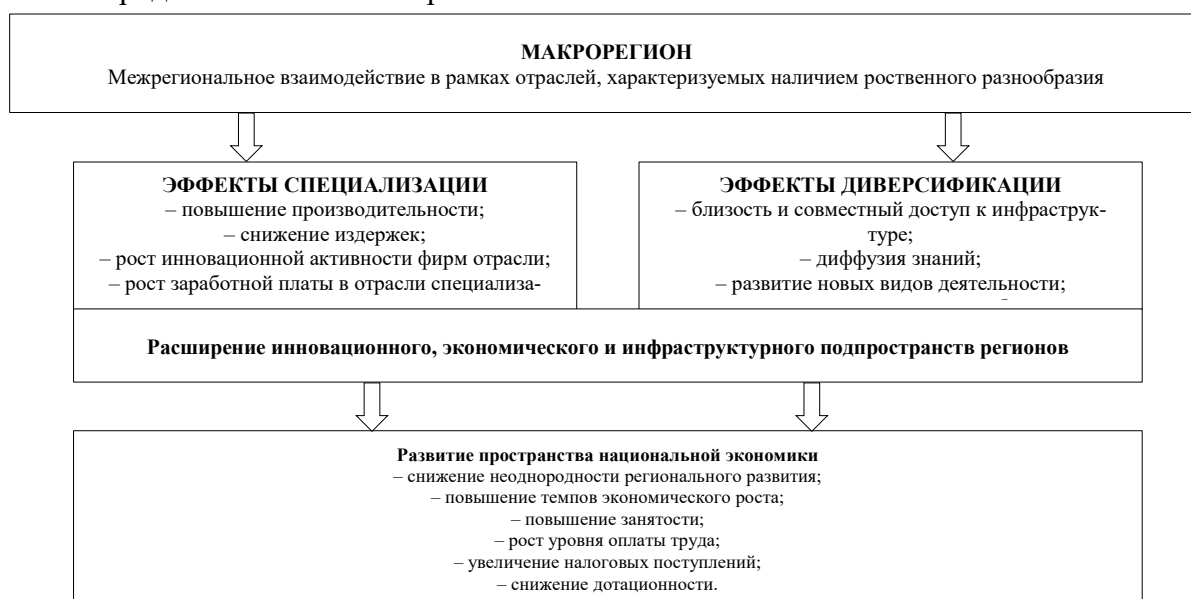 МАКРОРЕГИОН
Межрегиональное взаимодействие в рамках отраслей, характеризуемых наличием роственного разнообразия
ЭФФЕКТЫ СПЕЦИАЛИЗАЦИИ
– повышение производительности;
– снижение издержек;
– рост инновационной активности фирм отрасли;
– рост заработной платы в отрасли специализа-
ЭФФЕКТЫ ДИВЕРСИФИКАЦИИ
– близость и совместный доступ к инфраструк-
туре;
– диффузия знаний;
– развитие новых видов деятельности;
Расширение инновационного, экономического и инфраструктурного подпространств регионов
Развитие пространства национальной экономики
– снижение неоднородности регионального развития;
– повышение темпов экономического роста;
– повышение занятости;
– рост уровня оплаты труда;
– увеличение налоговых поступлений;
– снижение дотационности.